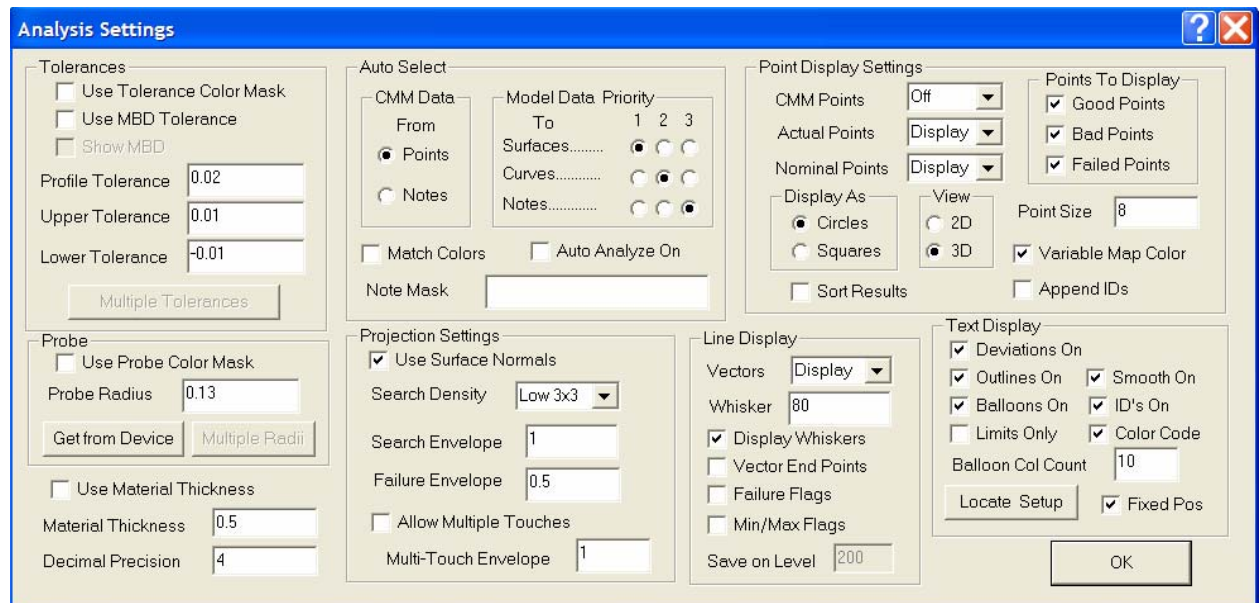 Analysis Settings
Tolerances
Use Tolerance Color Mask
Use MBD Tolerance
Show MBD
Profile Tolerance 0.02
Upper Tolerance 0.01
Lower Tolerance -0.01
Multiple Tolerances
Probe
Use Probe Color Mask
Probe Radius 0.13
Get from Device Multiple Radii
Use Material Thickness
Material Thickness 0.5
Decimal Precision 4
Auto Select
CMM Data
From
Points
Notes
Model Data Priority
To 1 2 3
Surfaces.........
Curves............
Notes.............
Match Colors Auto Analyze On
Note Mask
Projection Settings
Use Surface Normals
Search Density Low 3x3
Search Envelope 1
Failure Envelope 0.5
Allow Multiple Touches
Multi-Touch Envelope 1
Point Display Settings
CMM Points Off
Actual Points Display
Nominal Points Display
Points To Display
Good Points
Bad Points
Failed Points
Display As
Circles
Squares
View
2D
3D
Point Size 8
Variable Map Color
Sort Results Append IDs
Line Display
Vectors Display
Whisker 80
Display Whiskers
Vector End Points
Failure Flags
Min/Max Flags
Save on Level 200
Text Display
Deviations On
Outlines On Smooth On
Balloons On ID's On
Limits Only Color Code
Balloon Col Count 10
Locate Setup Fixed Pos
OK